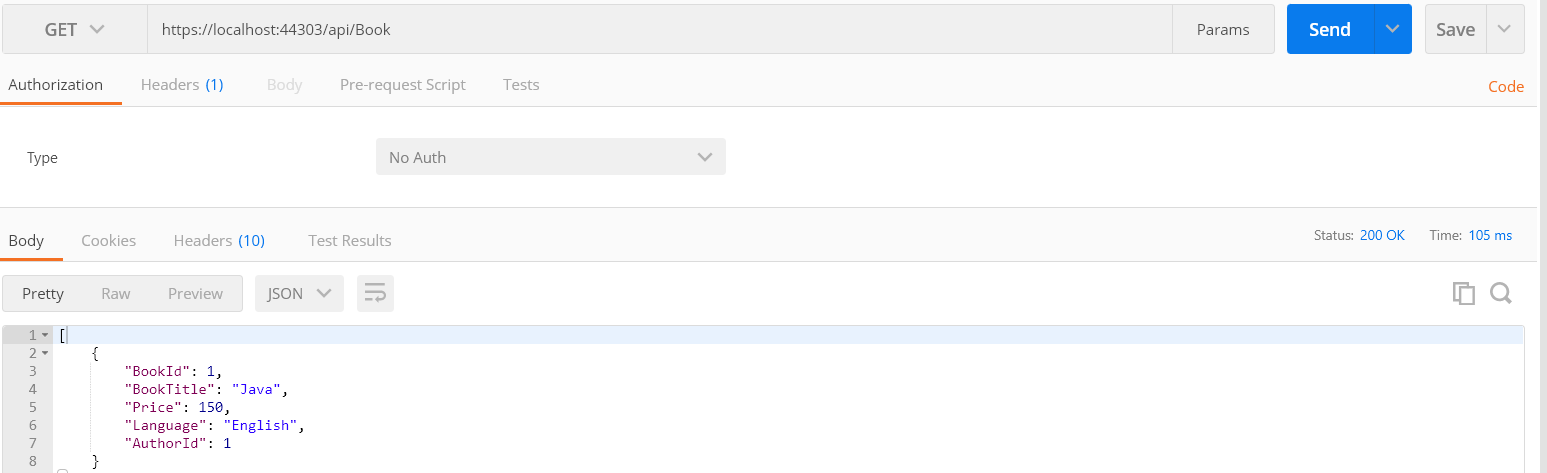 GET https://localhost:44303/api/Book Params Send Save
Authorization Headers (1) Body Pre-request Script Tests Code
Type No Auth
Body Cookies Headers (10) Test Results Status: 200 OK Time: 105 ms
Pretty Raw Preview JSON
1 [
2 {
3 "BookId": 1,
4 "BookTitle": "Java",
5 "Price": 150,
6 "Language": "English",
7 "AuthorId": 1
8 }